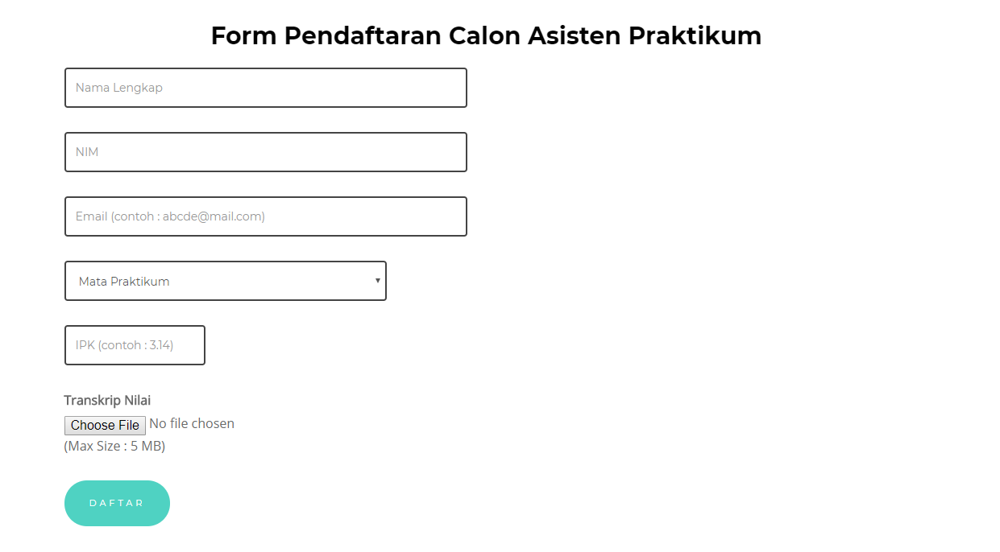 Form Pendaftaran Calon Asisten Praktikum
Nama Lengkap
NIM
Email (contoh : abcde@mail.com)
Mata Praktikum
IPK (contoh : 3.14)
Transkrip Nilai
Choose File No file chosen
(Max Size : 5 MB)
DAFTAR